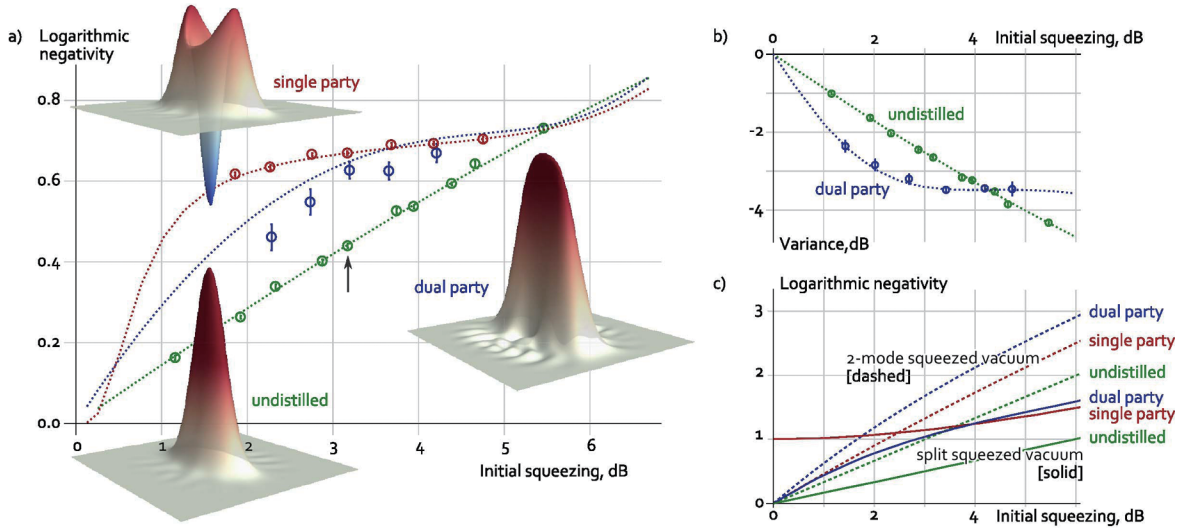 a)
Logarithmic
negativity
single party
0.8
0.6
0.4
0.2
0.0
dual party
undistilled
0
1
2
3
4
5
6
Initial squeezing, dB
b)
0
2
4
Initial squeezing, dB
0
-2
-4
undistilled
dual party
Variance,dB
c)
Logarithmic negativity
3
2
1
0
dual party
single party
2-mode squeezed vacuum
[dashed]
undistilled
dual party
single party
undistilled
split squeezed vacuum
[solid]
0
2
4
Initial squeezing, dB